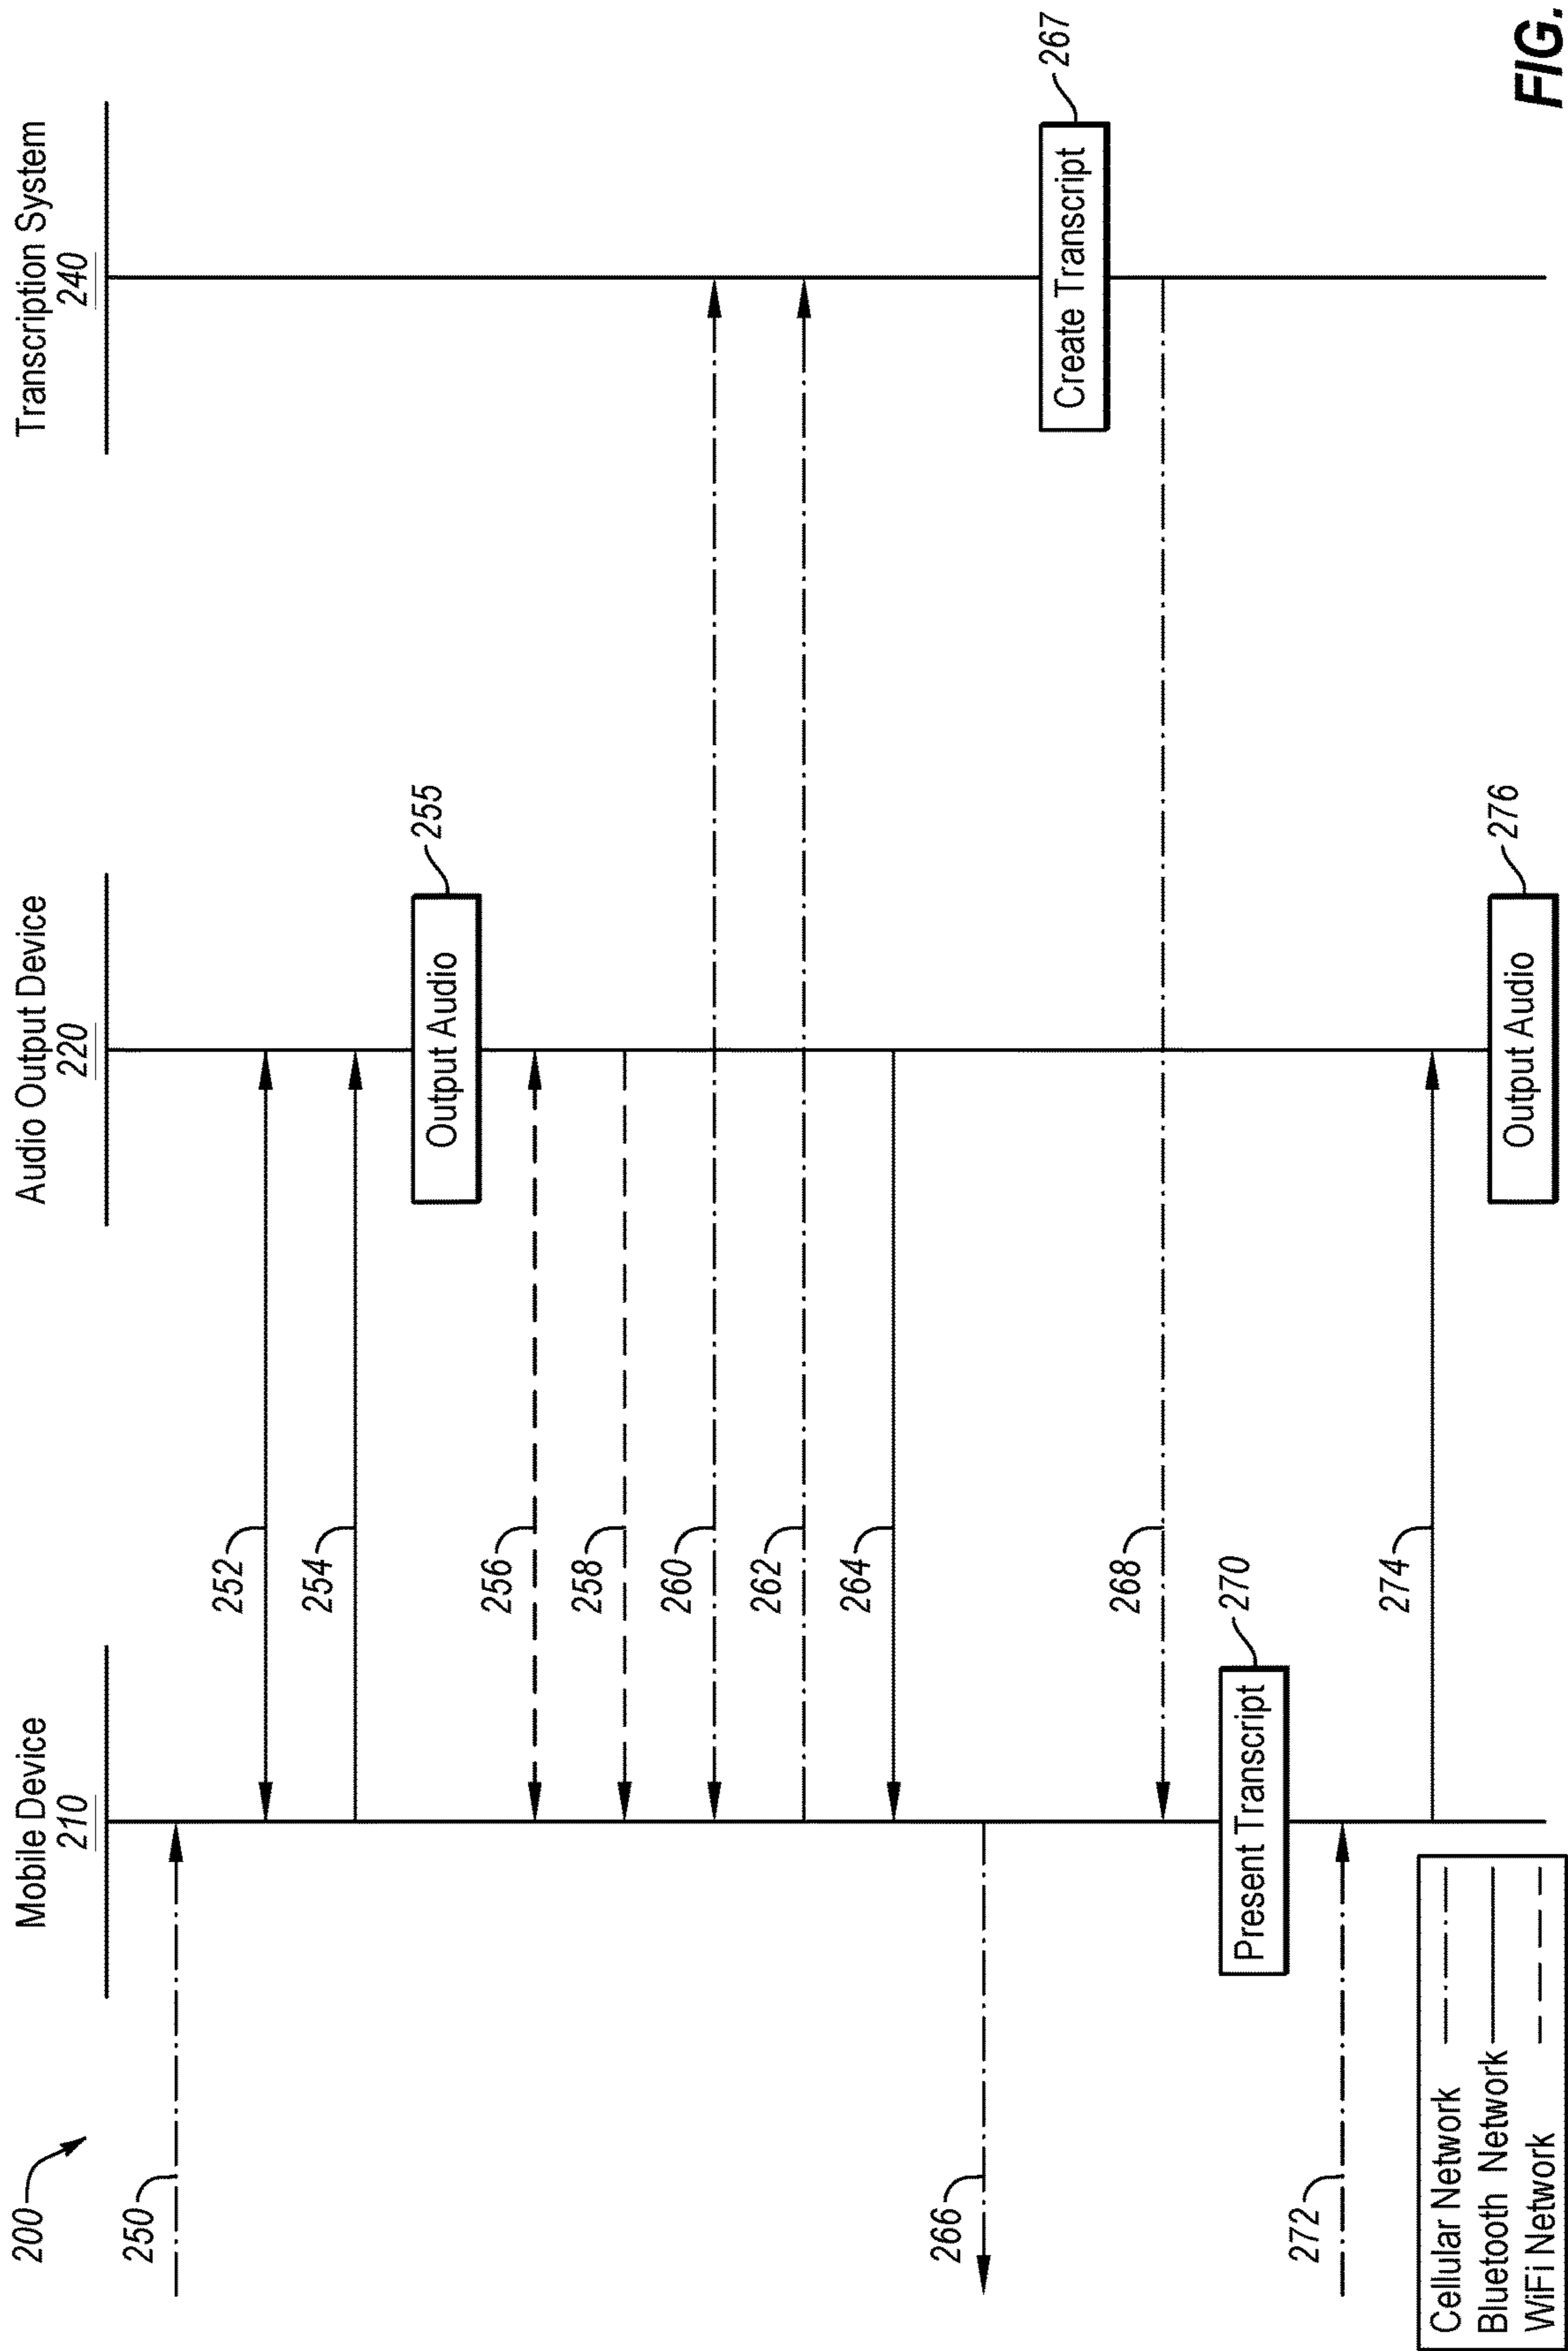 200
Mobile Device
210
Audio Output Device
220
Transcription System
240
250
252
254
Output Audio
255
256
258
260
262
264
266
Create Transcript
267
268
Present Transcript
270
272
274
Output Audio
276
Cellular Network
Bluetooth Network
WiFi Network
FIG.